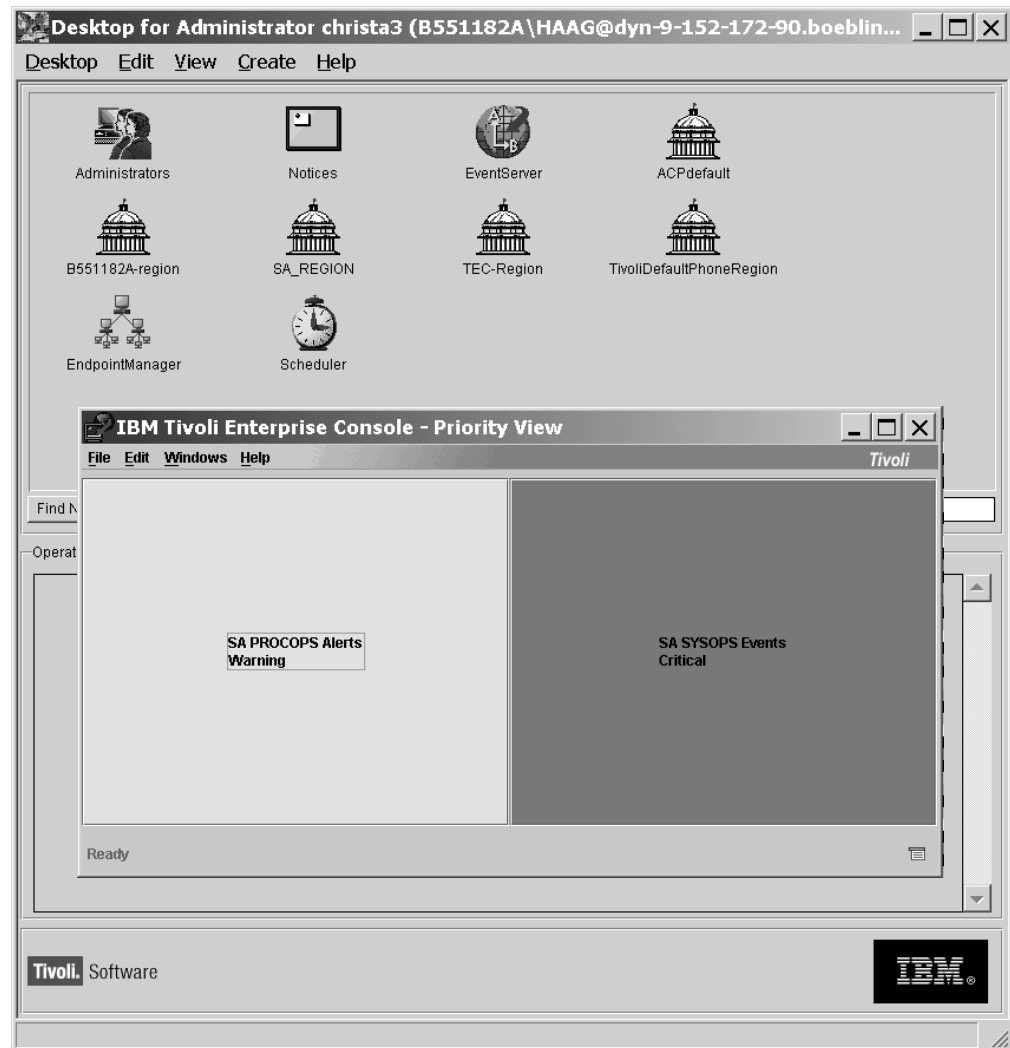 Desktop for Administrator christa3 (B551182A\HAAG@dyn-9-152-172-90.boeblin...
Desktop Edit View Create Help
Administrators Notices EventServer ACPdefault
B551182A-region SA_REGION TEC-Region TivoliDefaultPhoneRegion
EndpointManager Scheduler
IBM Tivoli Enterprise Console - Priority View
File Edit Windows Help Tivoli
Find N
Operat
SA PROCOPS Alerts
Warning
SA SYSOPS Events
Critical
Ready
Tivoli. Software
IBM®